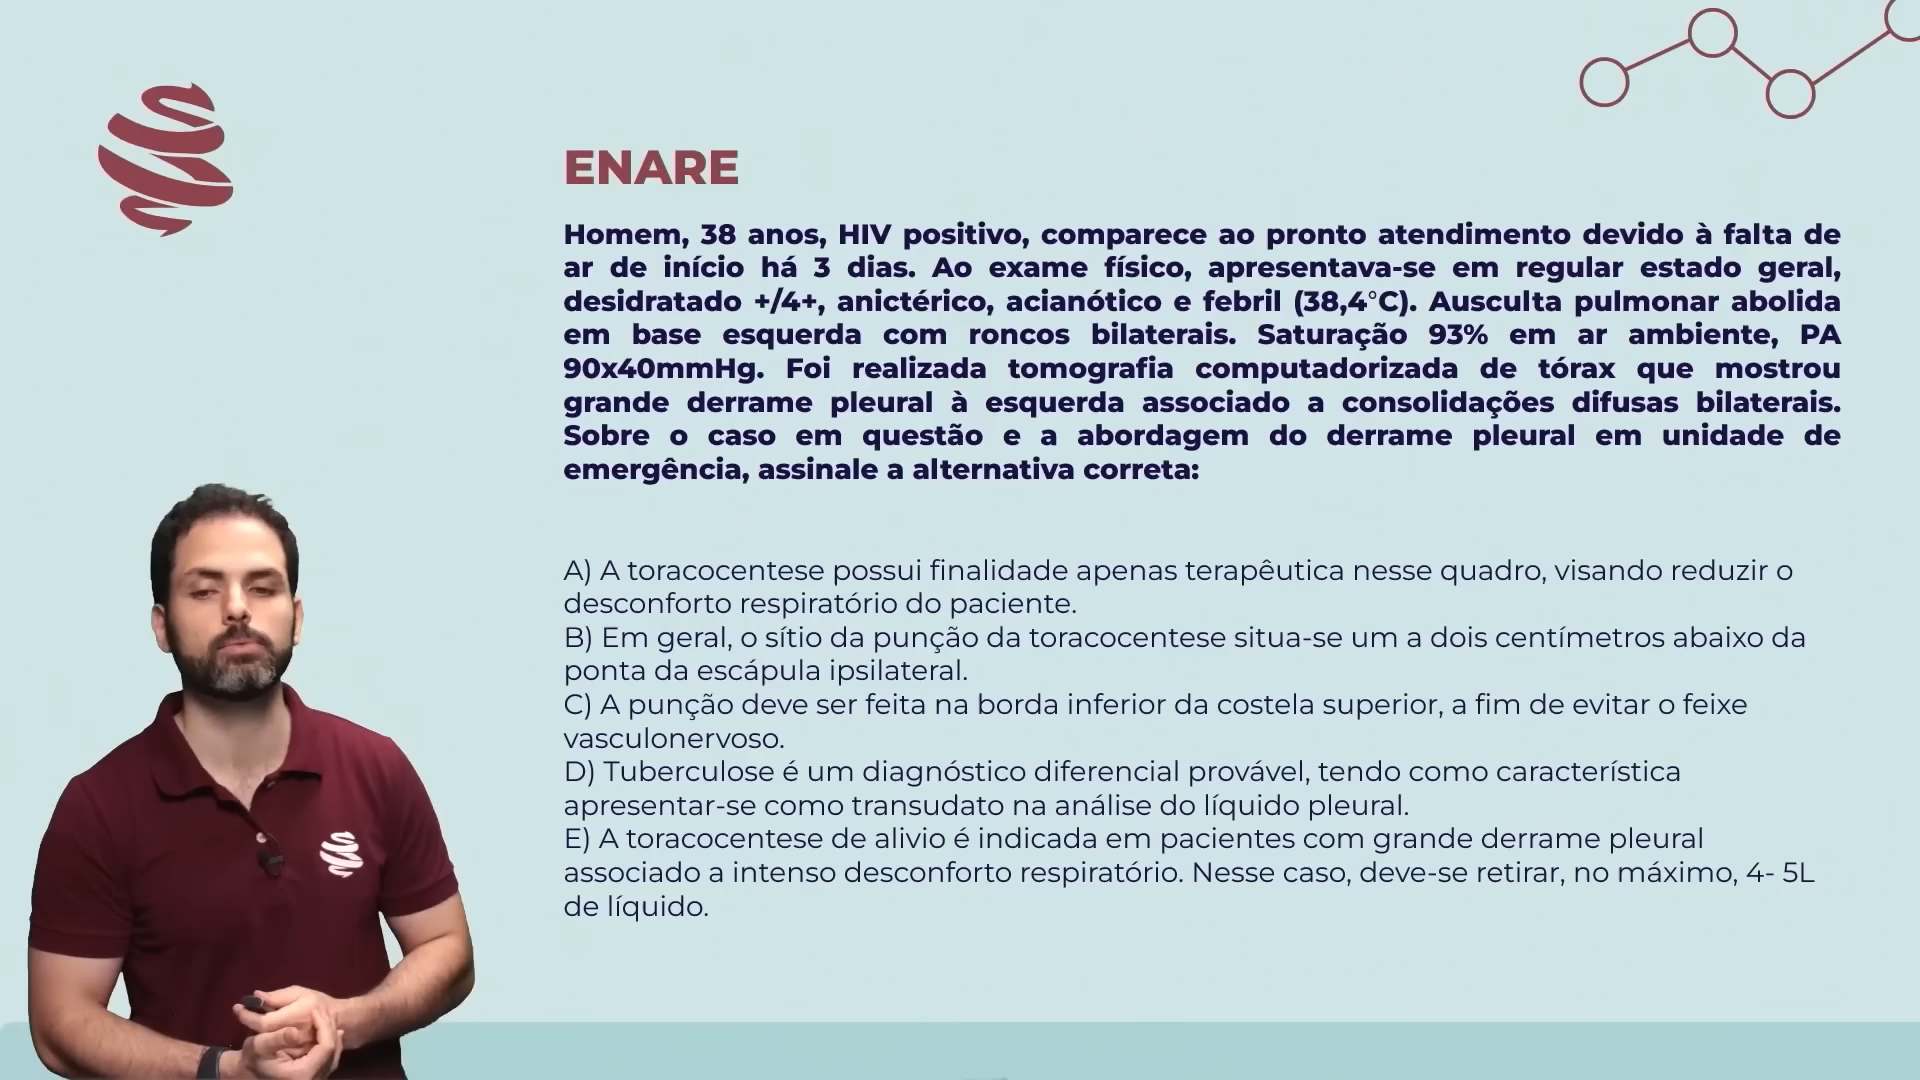 ENARE
Homem, 38 anos, HIV positivo, comparece ao pronto atendimento devido à falta de
ar de início há 3 dias. Ao exame físico, apresentava-se em regular estado geral,
desidratado +/4+, anictérico, acianótico e febril (38,4°C). Ausculta pulmonar abolida
em base esquerda com roncos bilaterais. Saturação 93% em ar ambiente, PA
90x40mmHg. Foi realizada tomografia computadorizada de tórax que mostrou
grande derrame pleural à esquerda associado a consolidações difusas bilaterais.
Sobre o caso em questão e a abordagem do derrame pleural em unidade de
emergência, assinale a alternativa correta:
A) A toracocentese possui finalidade apenas terapêutica nesse quadro, visando reduzir o
desconforto respiratório do paciente.
B) Em geral, o sítio da punção da toracocentese situa-se um a dois centímetros abaixo da
ponta da escápula ipsilateral.
C) A punção deve ser feita na borda inferior da costela superior, a fim de evitar o feixe
vasculonervoso.
D) Tuberculose é um diagnóstico diferencial provável, tendo como característica
apresentar-se como transudato na análise do líquido pleural.
E) A toracocentese de alivio é indicada em pacientes com grande derrame pleural
associado a intenso desconforto respiratório. Nesse caso, deve-se retirar, no máximo, 4- 5L
de líquido.